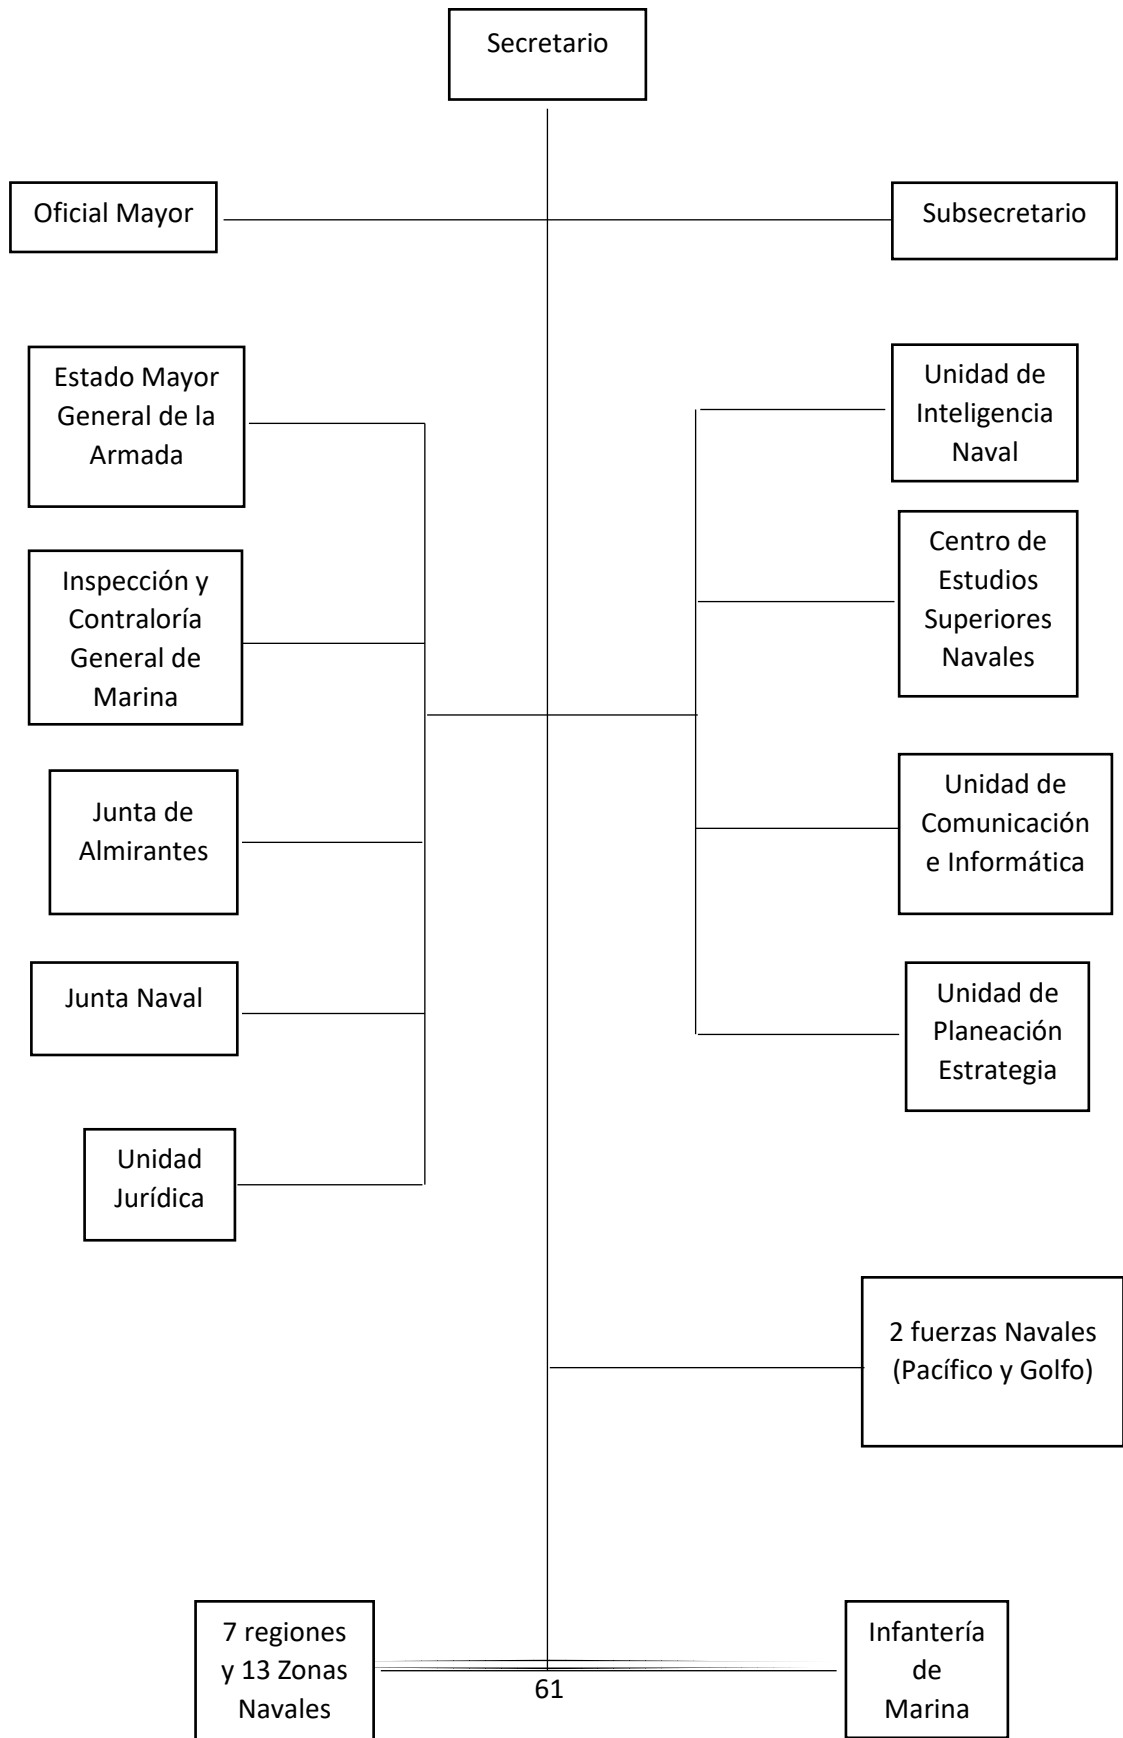 Secretario
Oficial Mayor
Subsecretario
Estado Mayor
General de la
Armada
Unidad de
Inteligencia
Naval
Centro de
Estudios
Superiores
Navales
Inspección y
Contraloría
General de
Marina
Unidad de
Comunicación
e Informática
Junta de
Almirantes
Junta Naval
Unidad de
Planeación
Estrategia
Unidad
Jurídica
2 fuerzas Navales
(Pacífico y Golfo)
7 regiones
y 13 Zonas
Navales
Infantería
de
Marina
61